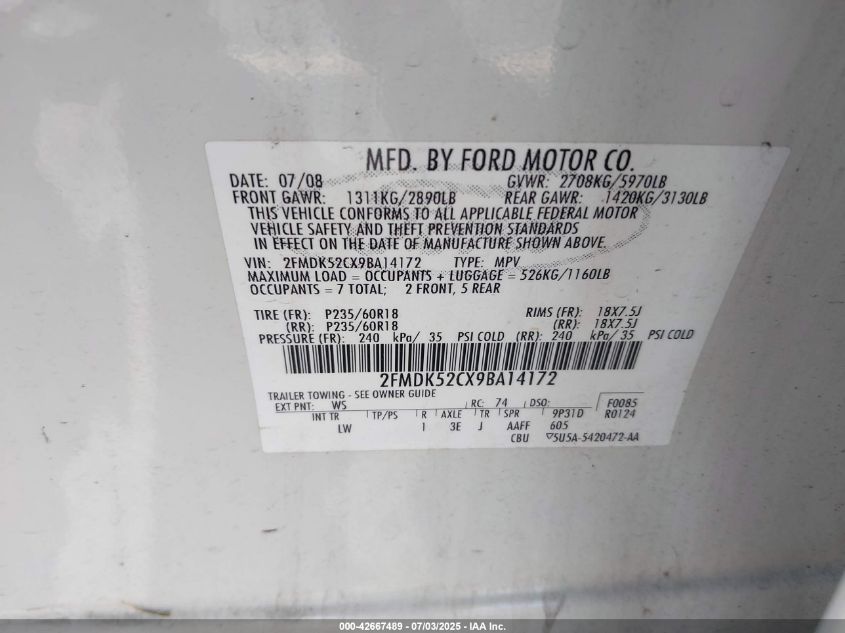 MFD. BY FORD MOTOR CO.
DATE: 07/08 GVWR: 2708KG/5970LB
FRONT GAWR: 1311KG/2890LB REAR GAWR: 1420KG/3130LB
THIS VEHICLE CONFORMS TO ALL APPLICABLE FEDERAL MOTOR
VEHICLE SAFETY AND THEFT PREVENTION STANDARDS
IN EFFECT ON THE DATE OF MANUFACTURE SHOWN ABOVE.
VIN: 2FMDK52CX9BA14172 TYPE: MPV
MAXIMUM LOAD = OCCUPANTS + LUGGAGE = 526KG/1160LB
OCCUPANTS = 7 TOTAL; 2 FRONT, 5 REAR
TIRE (FR): P235/60R18 RIMS (FR): 18X7.5J
(RR): P235/60R18 (RR): 18X7.5J
PRESSURE (FR): 240 kPa/ 35 PSI COLD (RR): 240 kPa/ 35 PSI COLD
2FMDK52CX9BA14172
TRAILER TOWING - SEE OWNER GUIDE
EXT PNT: WS RC: 74 DSO: F0085
INT TR TP/PS R AXLE TR SPR 9P31D R0124
LW I 3E J AAFF 605
CBU ▽5U5A-5420472-AA
000-42667489 - 07/03/2025 - IAA Inc.